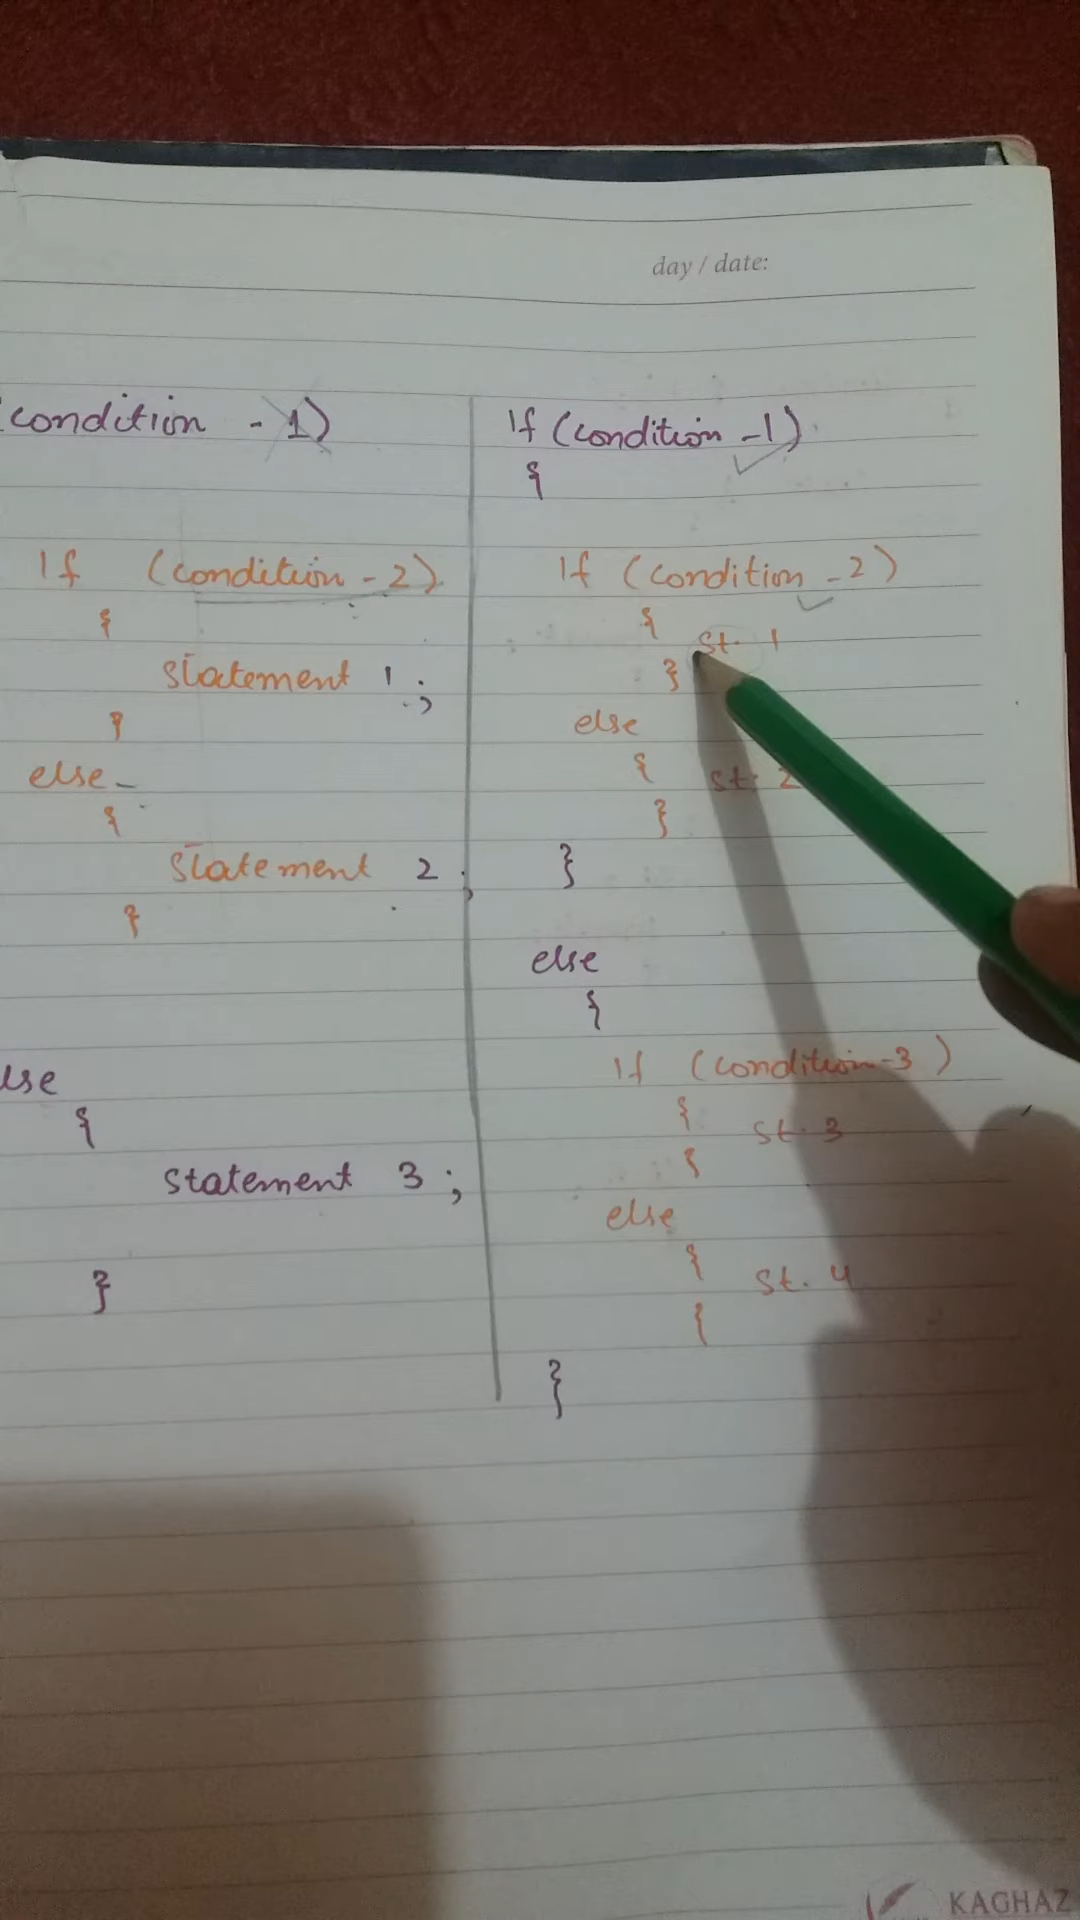 day / date:
(condition - 1)
If (condition - 2)
{
statement 1 ;
}
else
{
statement 2 ;
}
lse
{
statement 3 ;
}
If (condition - 1)
{
If (condition - 2)
{ st. 1
}
else
{ st. 2
}
}
else
{
If (condition - 3)
{ st. 3
{
else
{ st. 4
{
}
KAGHAZ